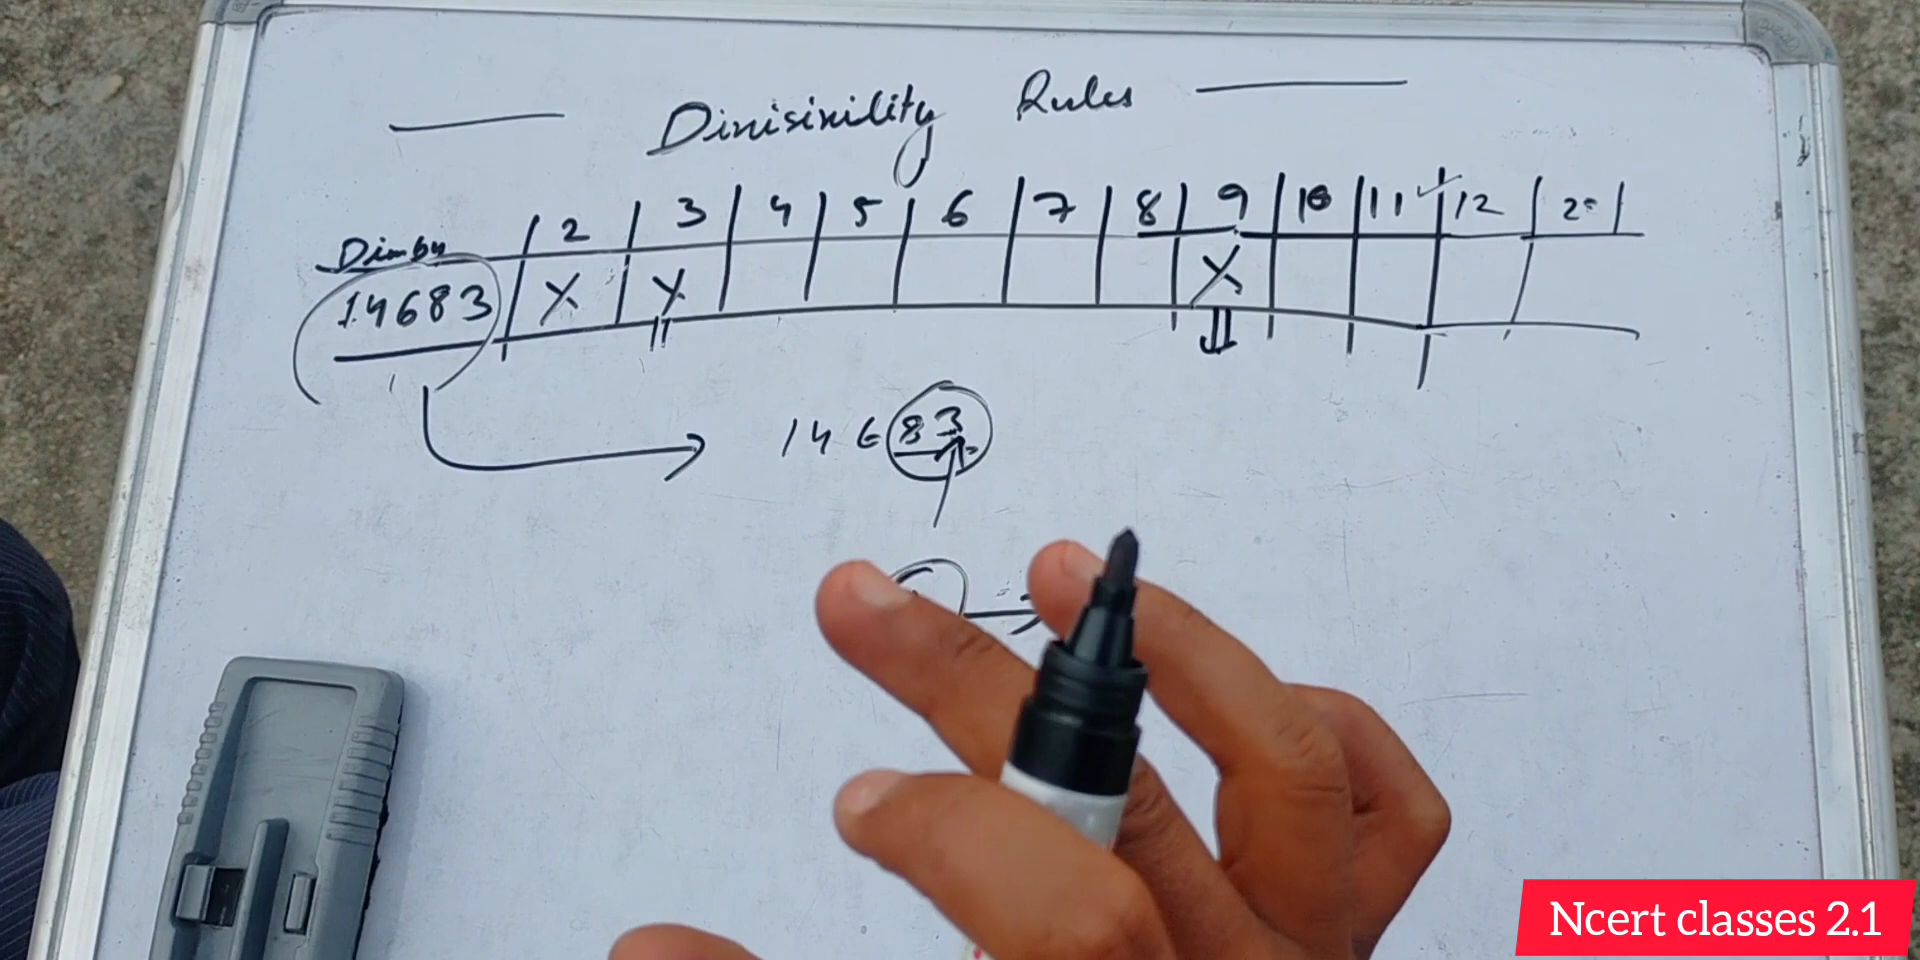 Divisibility Rules
Div by 2 3 4 5 6 7 8 9 10 11 12 20
14683 X X X
14683
Ncert classes 2.1